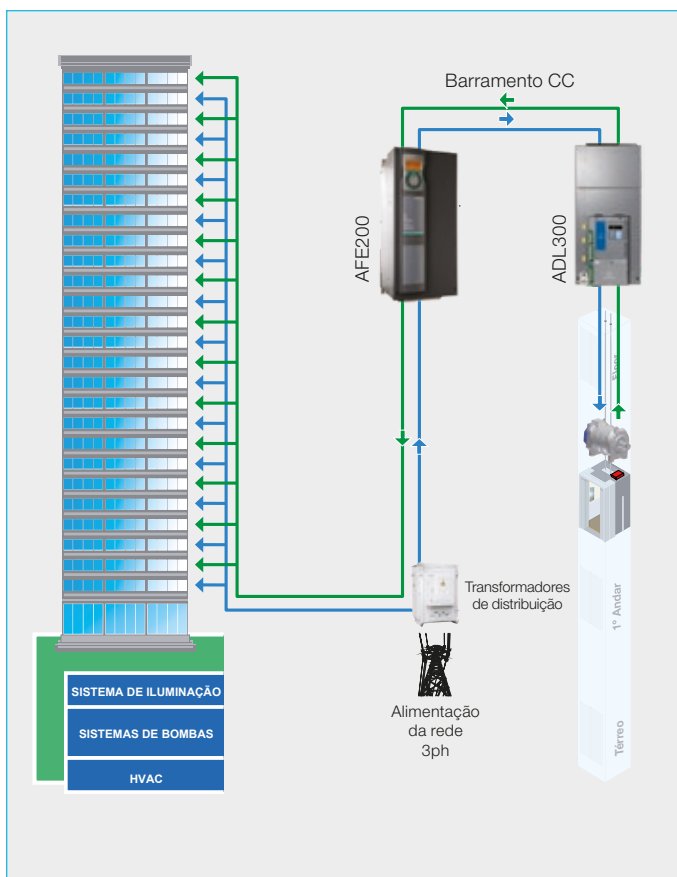 Barramento CC
AFE200
ADL300
Transformadores
de distribuição
Alimentação
da rede
3ph
1º Andar
Térreo
SISTEMA DE ILUMINAÇÃO
SISTEMAS DE BOMBAS
HVAC